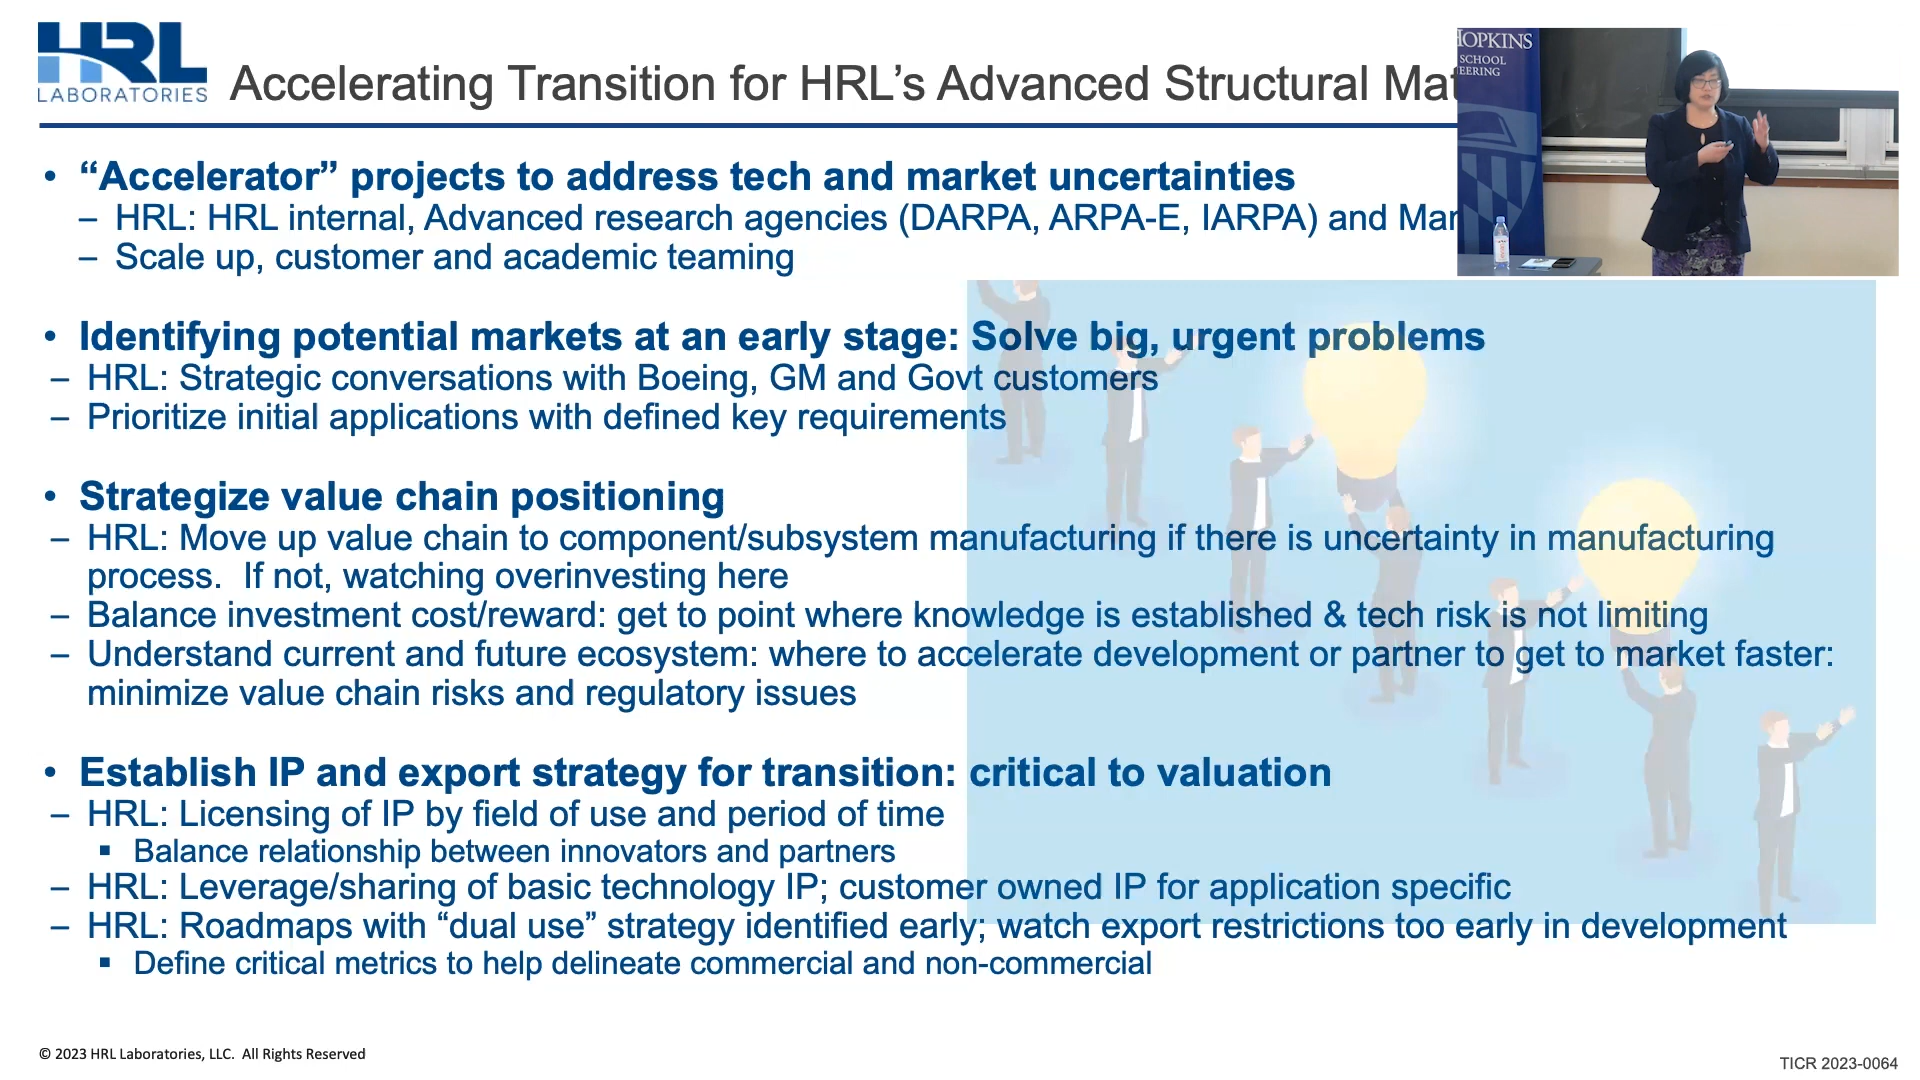 HRL
LABORATORIES
Accelerating Transition for HRL’s Advanced Structural
HOPKINS
SCHOOL
EERING
• “Accelerator” projects to address tech and market uncertainties
– HRL: HRL internal, Advanced research agencies (DARPA, ARPA-E, IARPA) and
– Scale up, customer and academic teaming
• Identifying potential markets at an early stage: Solve big, urgent problems
– HRL: Strategic conversations with Boeing, GM and Govt customers
– Prioritize initial applications with defined key requirements
• Strategize value chain positioning
– HRL: Move up value chain to component/subsystem manufacturing if there is uncertainty in manufacturing
process.  If not, watching overinvesting here
– Balance investment cost/reward: get to point where knowledge is established & tech risk is not limiting
– Understand current and future ecosystem: where to accelerate development or partner to get to market faster:
minimize value chain risks and regulatory issues
• Establish IP and export strategy for transition: critical to valuation
– HRL: Licensing of IP by field of use and period of time
▪ Balance relationship between innovators and partners
– HRL: Leverage/sharing of basic technology IP; customer owned IP for application specific
– HRL: Roadmaps with “dual use” strategy identified early; watch export restrictions too early in development
▪ Define critical metrics to help delineate commercial and non-commercial
© 2023 HRL Laboratories, LLC.  All Rights Reserved
TICR 2023-0064